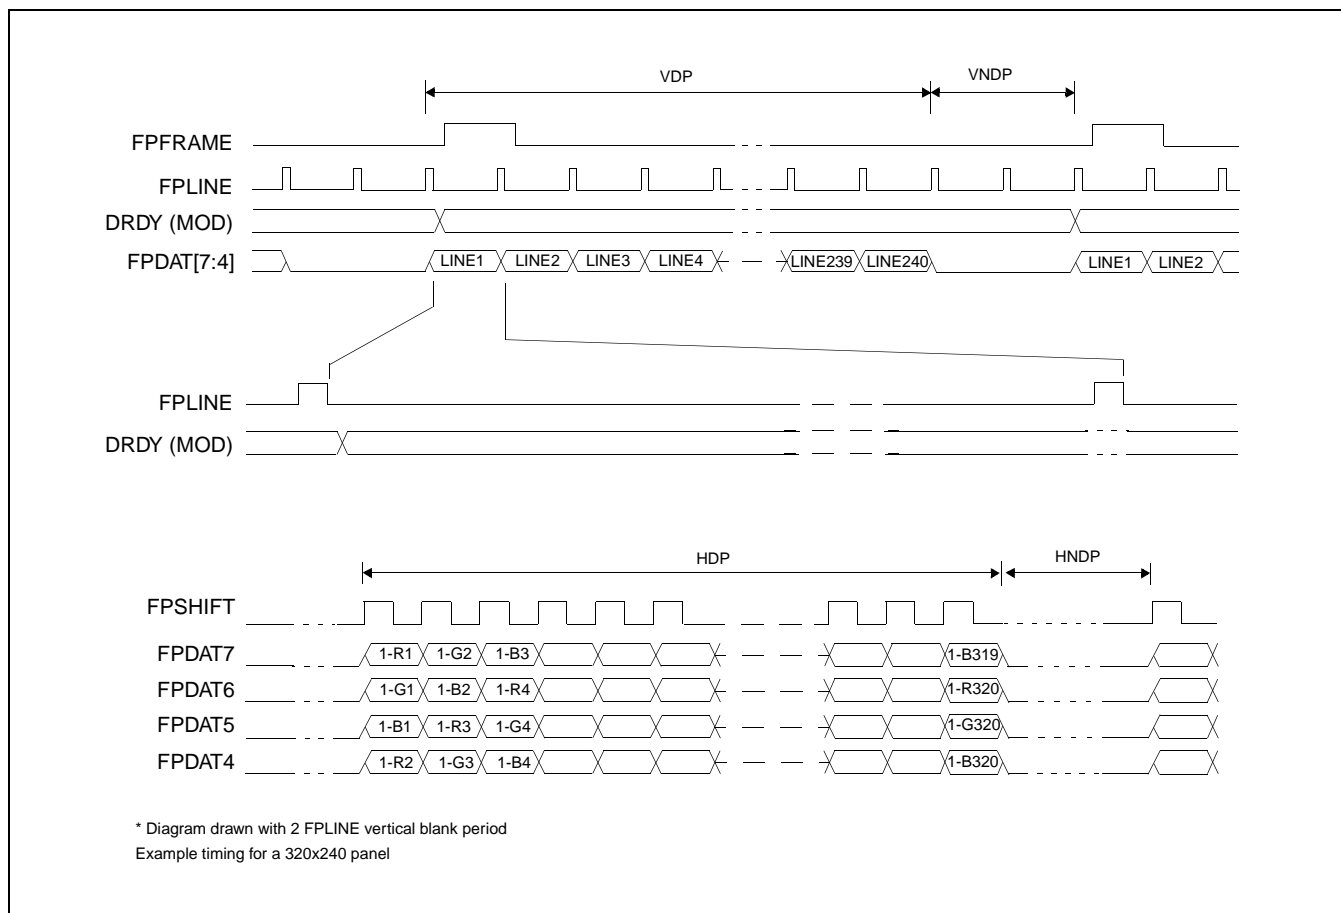 VDP VNDP
FPFRAME
FPLINE
DRDY (MOD)
FPDAT[7:4] LINE1 LINE2 LINE3 LINE4 LINE239 LINE240 LINE1 LINE2
FPLINE
DRDY (MOD)
HDP HNDP
FPSHIFT
FPDAT7 1-R1 1-G2 1-B3 1-B319
FPDAT6 1-G1 1-B2 1-R4 1-R320
FPDAT5 1-B1 1-R3 1-G4 1-G320
FPDAT4 1-R2 1-G3 1-B4 1-B320
* Diagram drawn with 2 FPLINE vertical blank period
Example timing for a 320x240 panel